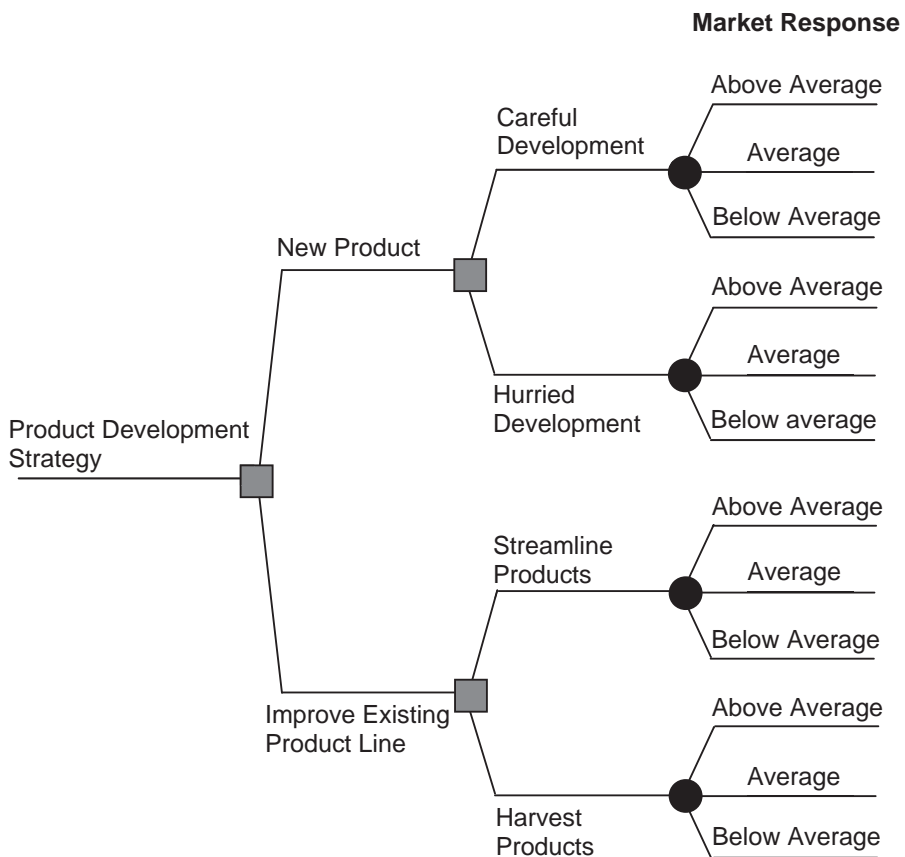 Market Response
Above Average
Careful
Development
Average
Below Average
New Product
Above Average
Average
Hurried
Development
Below average
Product Development
Strategy
Above Average
Streamline
Products
Average
Below Average
Improve Existing
Product Line
Above Average
Average
Harvest
Products
Below Average